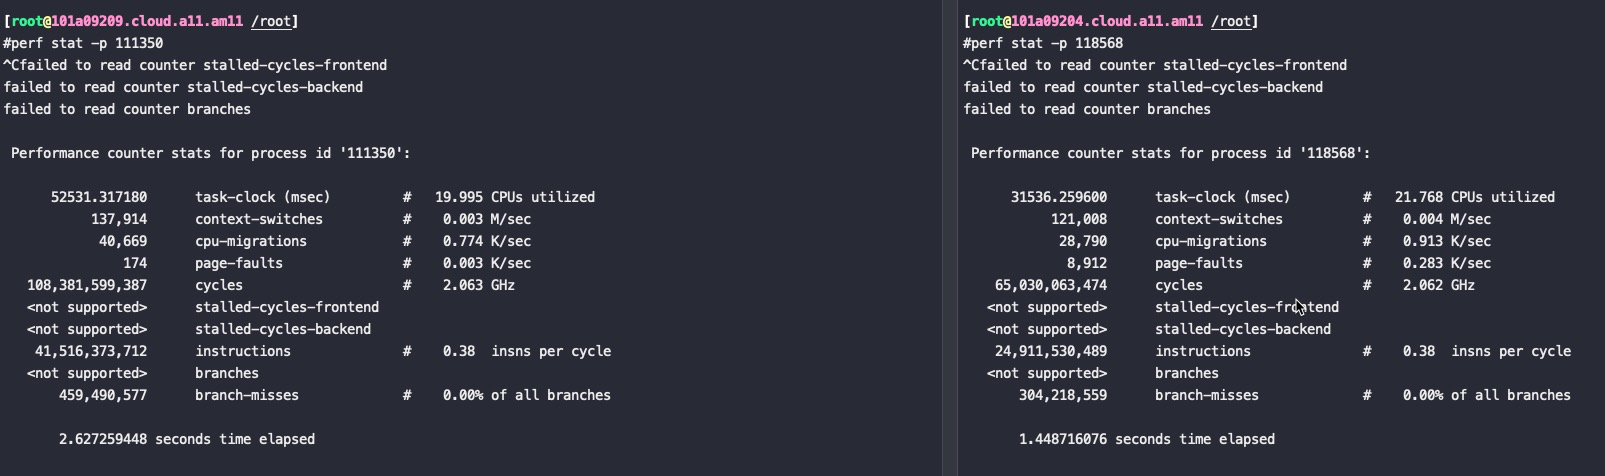 [root@101a09209.cloud.a11.am11 /root]
#perf stat -p 111350
^Cfailed to read counter stalled-cycles-frontend
failed to read counter stalled-cycles-backend
failed to read counter branches
Performance counter stats for process id '111350':
52531.317180 task-clock (msec) # 19.995 CPUs utilized
137,914 context-switches # 0.003 M/sec
40,669 cpu-migrations # 0.774 K/sec
174 page-faults # 0.003 K/sec
108,381,599,387 cycles # 2.063 GHz
<not supported> stalled-cycles-frontend
<not supported> stalled-cycles-backend
41,516,373,712 instructions # 0.38 insns per cycle
<not supported> branches
459,490,577 branch-misses # 0.00% of all branches
2.627259448 seconds time elapsed
[root@101a09204.cloud.a11.am11 /root]
#perf stat -p 118568
^Cfailed to read counter stalled-cycles-frontend
failed to read counter stalled-cycles-backend
failed to read counter branches
Performance counter stats for process id '118568':
31536.259600 task-clock (msec) # 21.768 CPUs utilized
121,008 context-switches # 0.004 M/sec
28,790 cpu-migrations # 0.913 K/sec
8,912 page-faults # 0.283 K/sec
65,030,063,474 cycles # 2.062 GHz
<not supported> stalled-cycles-frontend
<not supported> stalled-cycles-backend
24,911,530,489 instructions # 0.38 insns per cycle
<not supported> branches
304,218,559 branch-misses # 0.00% of all branches
1.448716076 seconds time elapsed